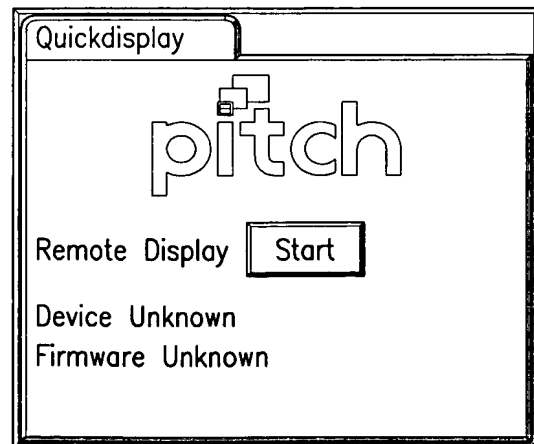 Quickdisplay
pitch
Remote Display Start
Device Unknown
Firmware Unknown